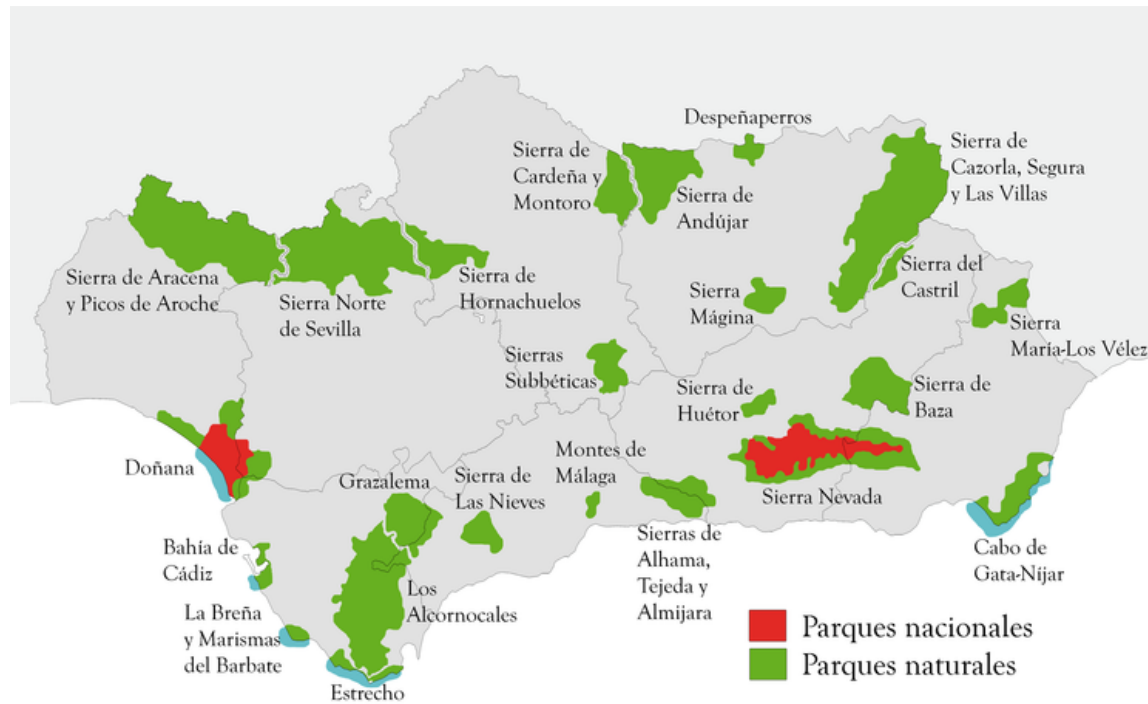 Despeñaperros
Sierra de
Cardeña y
Montoro
Sierra de
Andújar
Sierra de
Cazorla, Segura
y Las Villas
Sierra de Aracena
y Picos de Aroche
Sierra Norte
de Sevilla
Sierra de
Hornachuelos
Sierra
Mágina
Sierra del
Castril
Sierra
María-Los Vélez
Sierras
Subbéticas
Sierra de
Huétor
Sierra de
Baza
Doñana
Grazalema
Sierra de
Las Nieves
Montes de
Málaga
Sierra Nevada
Bahía de
Cádiz
Los
Alcornocales
Sierras de
Alhama,
Tejeda y
Almijara
Cabo de
Gata-Níjar
La Breña
y Marismas
del Barbate
Estrecho
Parques nacionales
Parques naturales